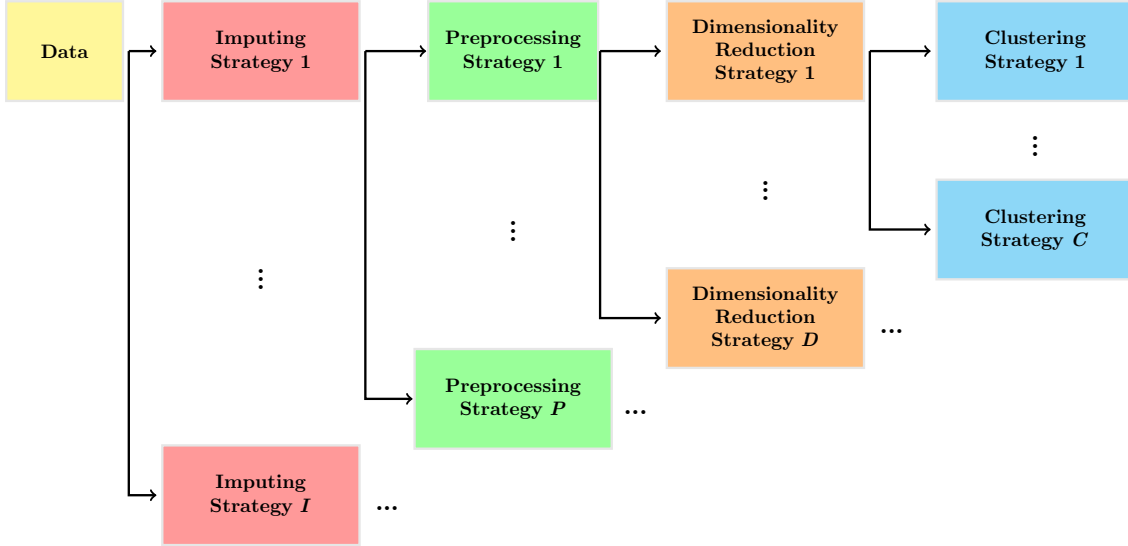 Data
Imputing
Strategy 1
Preprocessing
Strategy 1
Dimensionality
Reduction
Strategy 1
Clustering
Strategy 1
⋮
⋮
⋮
⋮
Clustering
Strategy C
Dimensionality
Reduction
Strategy D
...
Preprocessing
Strategy P
...
Imputing
Strategy I
...